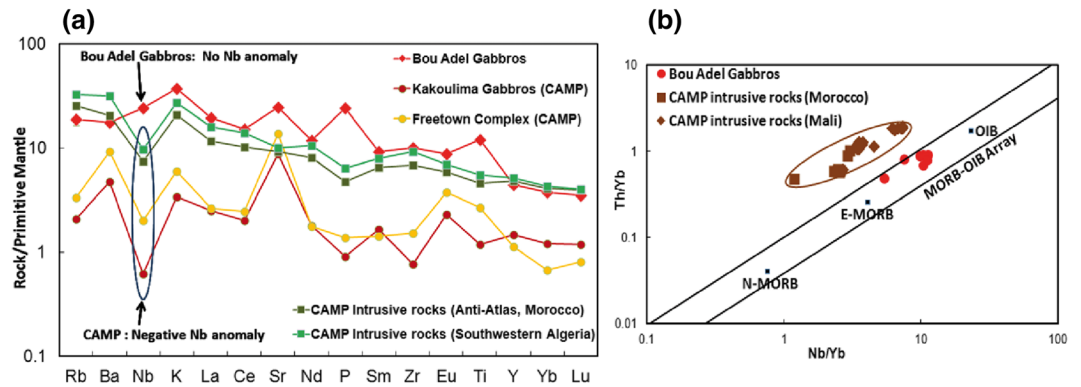 (a)
Rock/Primitive Mantle
100
10
1
0.1
Bou Adel Gabbros: No Nb anomaly
Bou Adel Gabbros
Kakoulima Gabbros (CAMP)
Freetown Complex (CAMP)
CAMP Intrusive rocks (Anti-Atlas, Morocco)
CAMP Intrusive rocks (Southwestern Algeria)
CAMP : Negative Nb anomaly
Rb Ba Nb K La Ce Sr Nd P Sm Zr Eu Ti Y Yb Lu
(b)
Th/Yb
10
1
0.1
0.01
Bou Adel Gabbros
CAMP intrusive rocks (Morocco)
CAMP intrusive rocks (Mali)
OIB
MORB-OIB Array
E-MORB
N-MORB
0.1 1 10 100
Nb/Yb